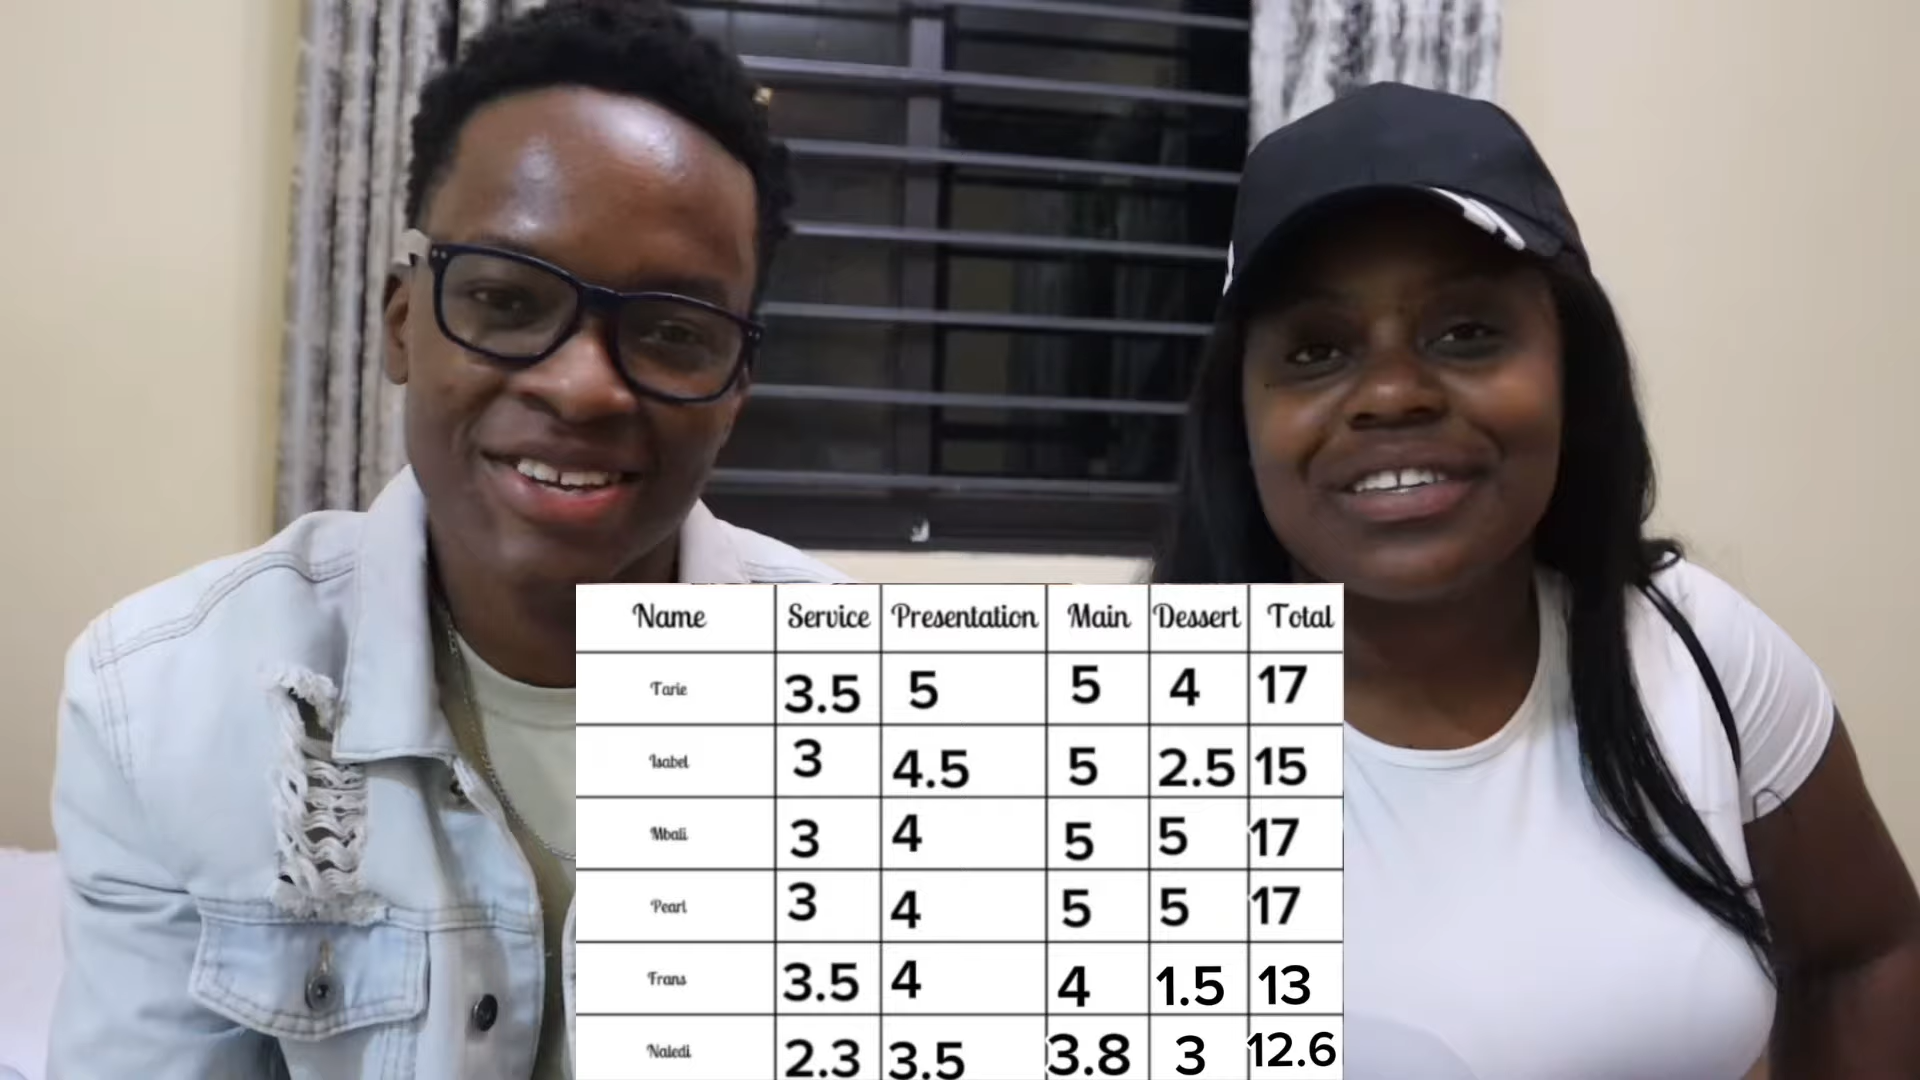 Name Service Presentation Main Dessert Total
Tarie 3.5 5 5 4 17
Isabel 3 4.5 5 2.5 15
Mbali 3 4 5 5 17
Pearl 3 4 5 5 17
Frans 3.5 4 4 1.5 13
Naledi 2.3 3.5 3.8 3 12.6